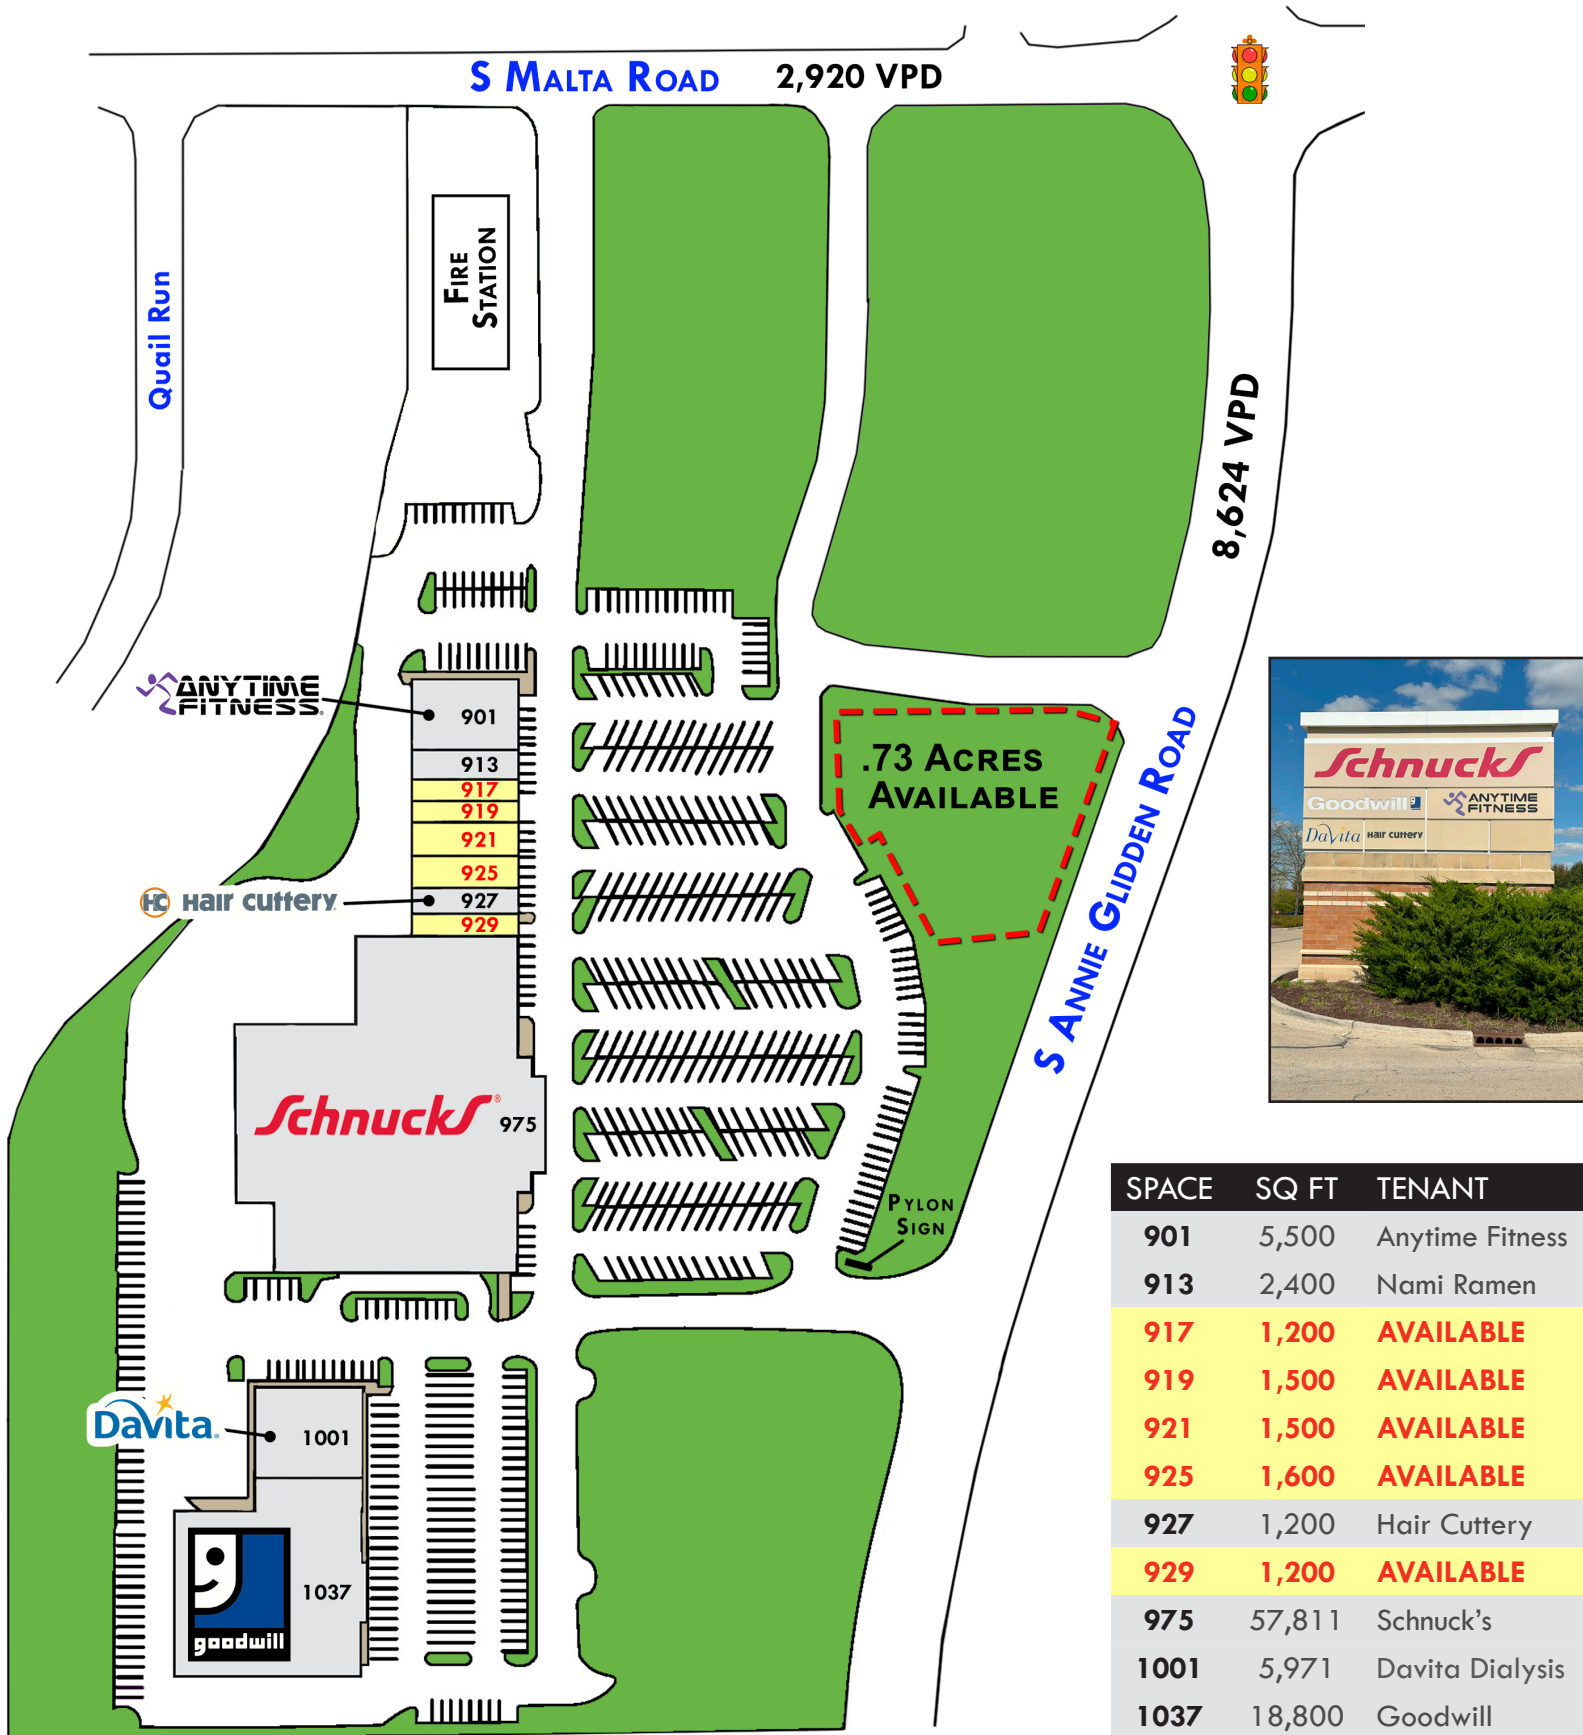 S Malta Road 2,920 VPD
Quail Run
Fire
Station
8,624 VPD
ANYTIME
FITNESS®
901
913
917
919
921
925
927
929
HC Hair Cuttery
.73 Acres
Available
S Annie Glidden Road
Schnucks® 975
Pylon
Sign
DaVita.
1001
1037
goodwill
Schnucks
Goodwill
ANYTIME
FITNESS
DaVita
Hair Cuttery
SPACE SQ FT TENANT
901 5,500 Anytime Fitness
913 2,400 Nami Ramen
917 1,200 AVAILABLE
919 1,500 AVAILABLE
921 1,500 AVAILABLE
925 1,600 AVAILABLE
927 1,200 Hair Cuttery
929 1,200 AVAILABLE
975 57,811 Schnuck’s
1001 5,971 Davita Dialysis
1037 18,800 Goodwill